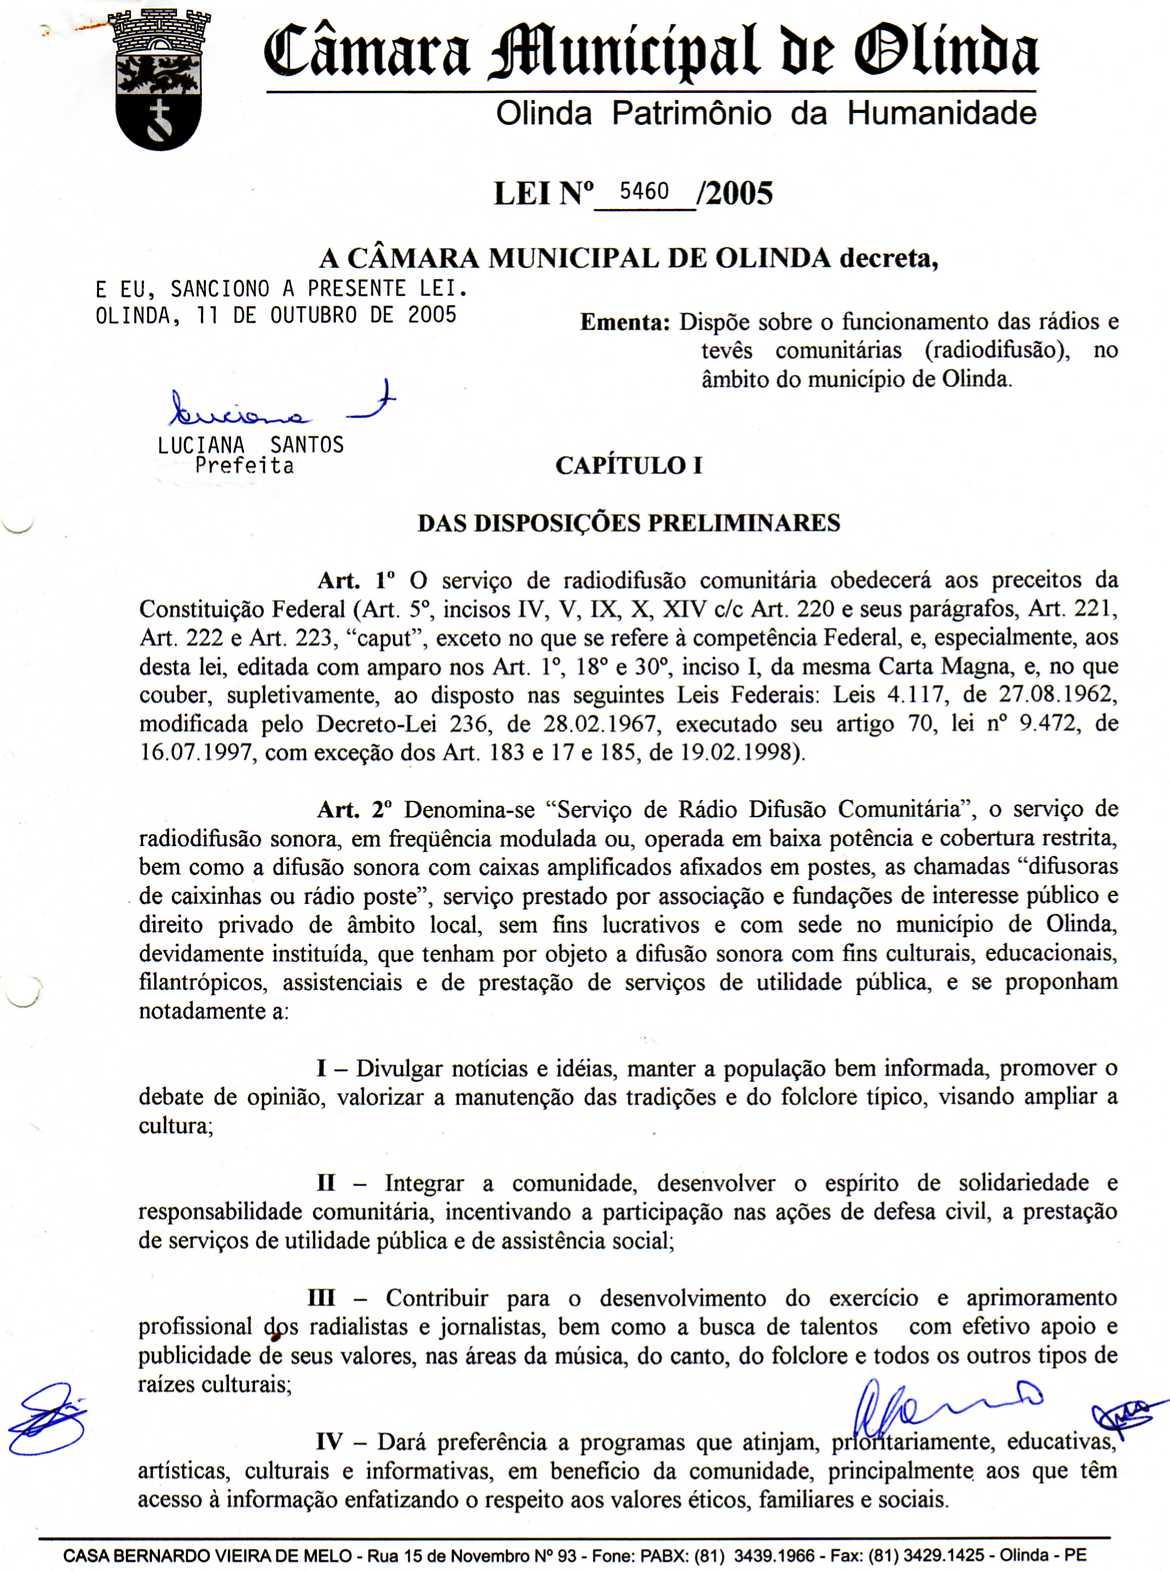 Câmara Municipal de Olinda
Olinda Patrimônio da Humanidade
LEI Nº 5460 /2005
A CÂMARA MUNICIPAL DE OLINDA decreta,
E EU, SANCIONO A PRESENTE LEI.
OLINDA, 11 DE OUTUBRO DE 2005
Ementa: Dispõe sobre o funcionamento das rádios e
tevês comunitárias (radiodifusão), no
âmbito do município de Olinda.
Luciana
LUCIANA SANTOS
Prefeita
CAPÍTULO I
DAS DISPOSIÇÕES PRELIMINARES
Art. 1º O serviço de radiodifusão comunitária obedecerá aos preceitos da
Constituição Federal (Art. 5º, incisos IV, V, IX, X, XIV c/c Art. 220 e seus parágrafos, Art. 221,
Art. 222 e Art. 223, “caput”, exceto no que se refere à competência Federal, e, especialmente, aos
desta lei, editada com amparo nos Art. 1º, 18º e 30º, inciso I, da mesma Carta Magna, e, no que
couber, supletivamente, ao disposto nas seguintes Leis Federais: Leis 4.117, de 27.08.1962,
modificada pelo Decreto-Lei 236, de 28.02.1967, executado seu artigo 70, lei nº 9.472, de
16.07.1997, com exceção dos Art. 183 e 17 e 185, de 19.02.1998).
Art. 2º Denomina-se “Serviço de Rádio Difusão Comunitária”, o serviço de
radiodifusão sonora, em freqüência modulada ou, operada em baixa potência e cobertura restrita,
bem como a difusão sonora com caixas amplificados afixados em postes, as chamadas “difusoras
de caixinhas ou rádio poste”, serviço prestado por associação e fundações de interesse público e
direito privado de âmbito local, sem fins lucrativos e com sede no município de Olinda,
devidamente instituída, que tenham por objeto a difusão sonora com fins culturais, educacionais,
filantrópicos, assistenciais e de prestação de serviços de utilidade pública, e se proponham
notadamente a:
I – Divulgar notícias e idéias, manter a população bem informada, promover o
debate de opinião, valorizar a manutenção das tradições e do folclore típico, visando ampliar a
cultura;
II – Integrar a comunidade, desenvolver o espírito de solidariedade e
responsabilidade comunitária, incentivando a participação nas ações de defesa civil, a prestação
de serviços de utilidade pública e de assistência social;
III – Contribuir para o desenvolvimento do exercício e aprimoramento
profissional dos radialistas e jornalistas, bem como a busca de talentos com efetivo apoio e
publicidade de seus valores, nas áreas da música, do canto, do folclore e todos os outros tipos de
raízes culturais;
IV – Dará preferência a programas que atinjam, prioritariamente, educativas,
artísticas, culturais e informativas, em benefício da comunidade, principalmente aos que têm
acesso à informação enfatizando o respeito aos valores éticos, familiares e sociais.
CASA BERNARDO VIEIRA DE MELO - Rua 15 de Novembro Nº 93 - Fone: PABX: (81) 3439.1966 - Fax: (81) 3429.1425 - Olinda - PE